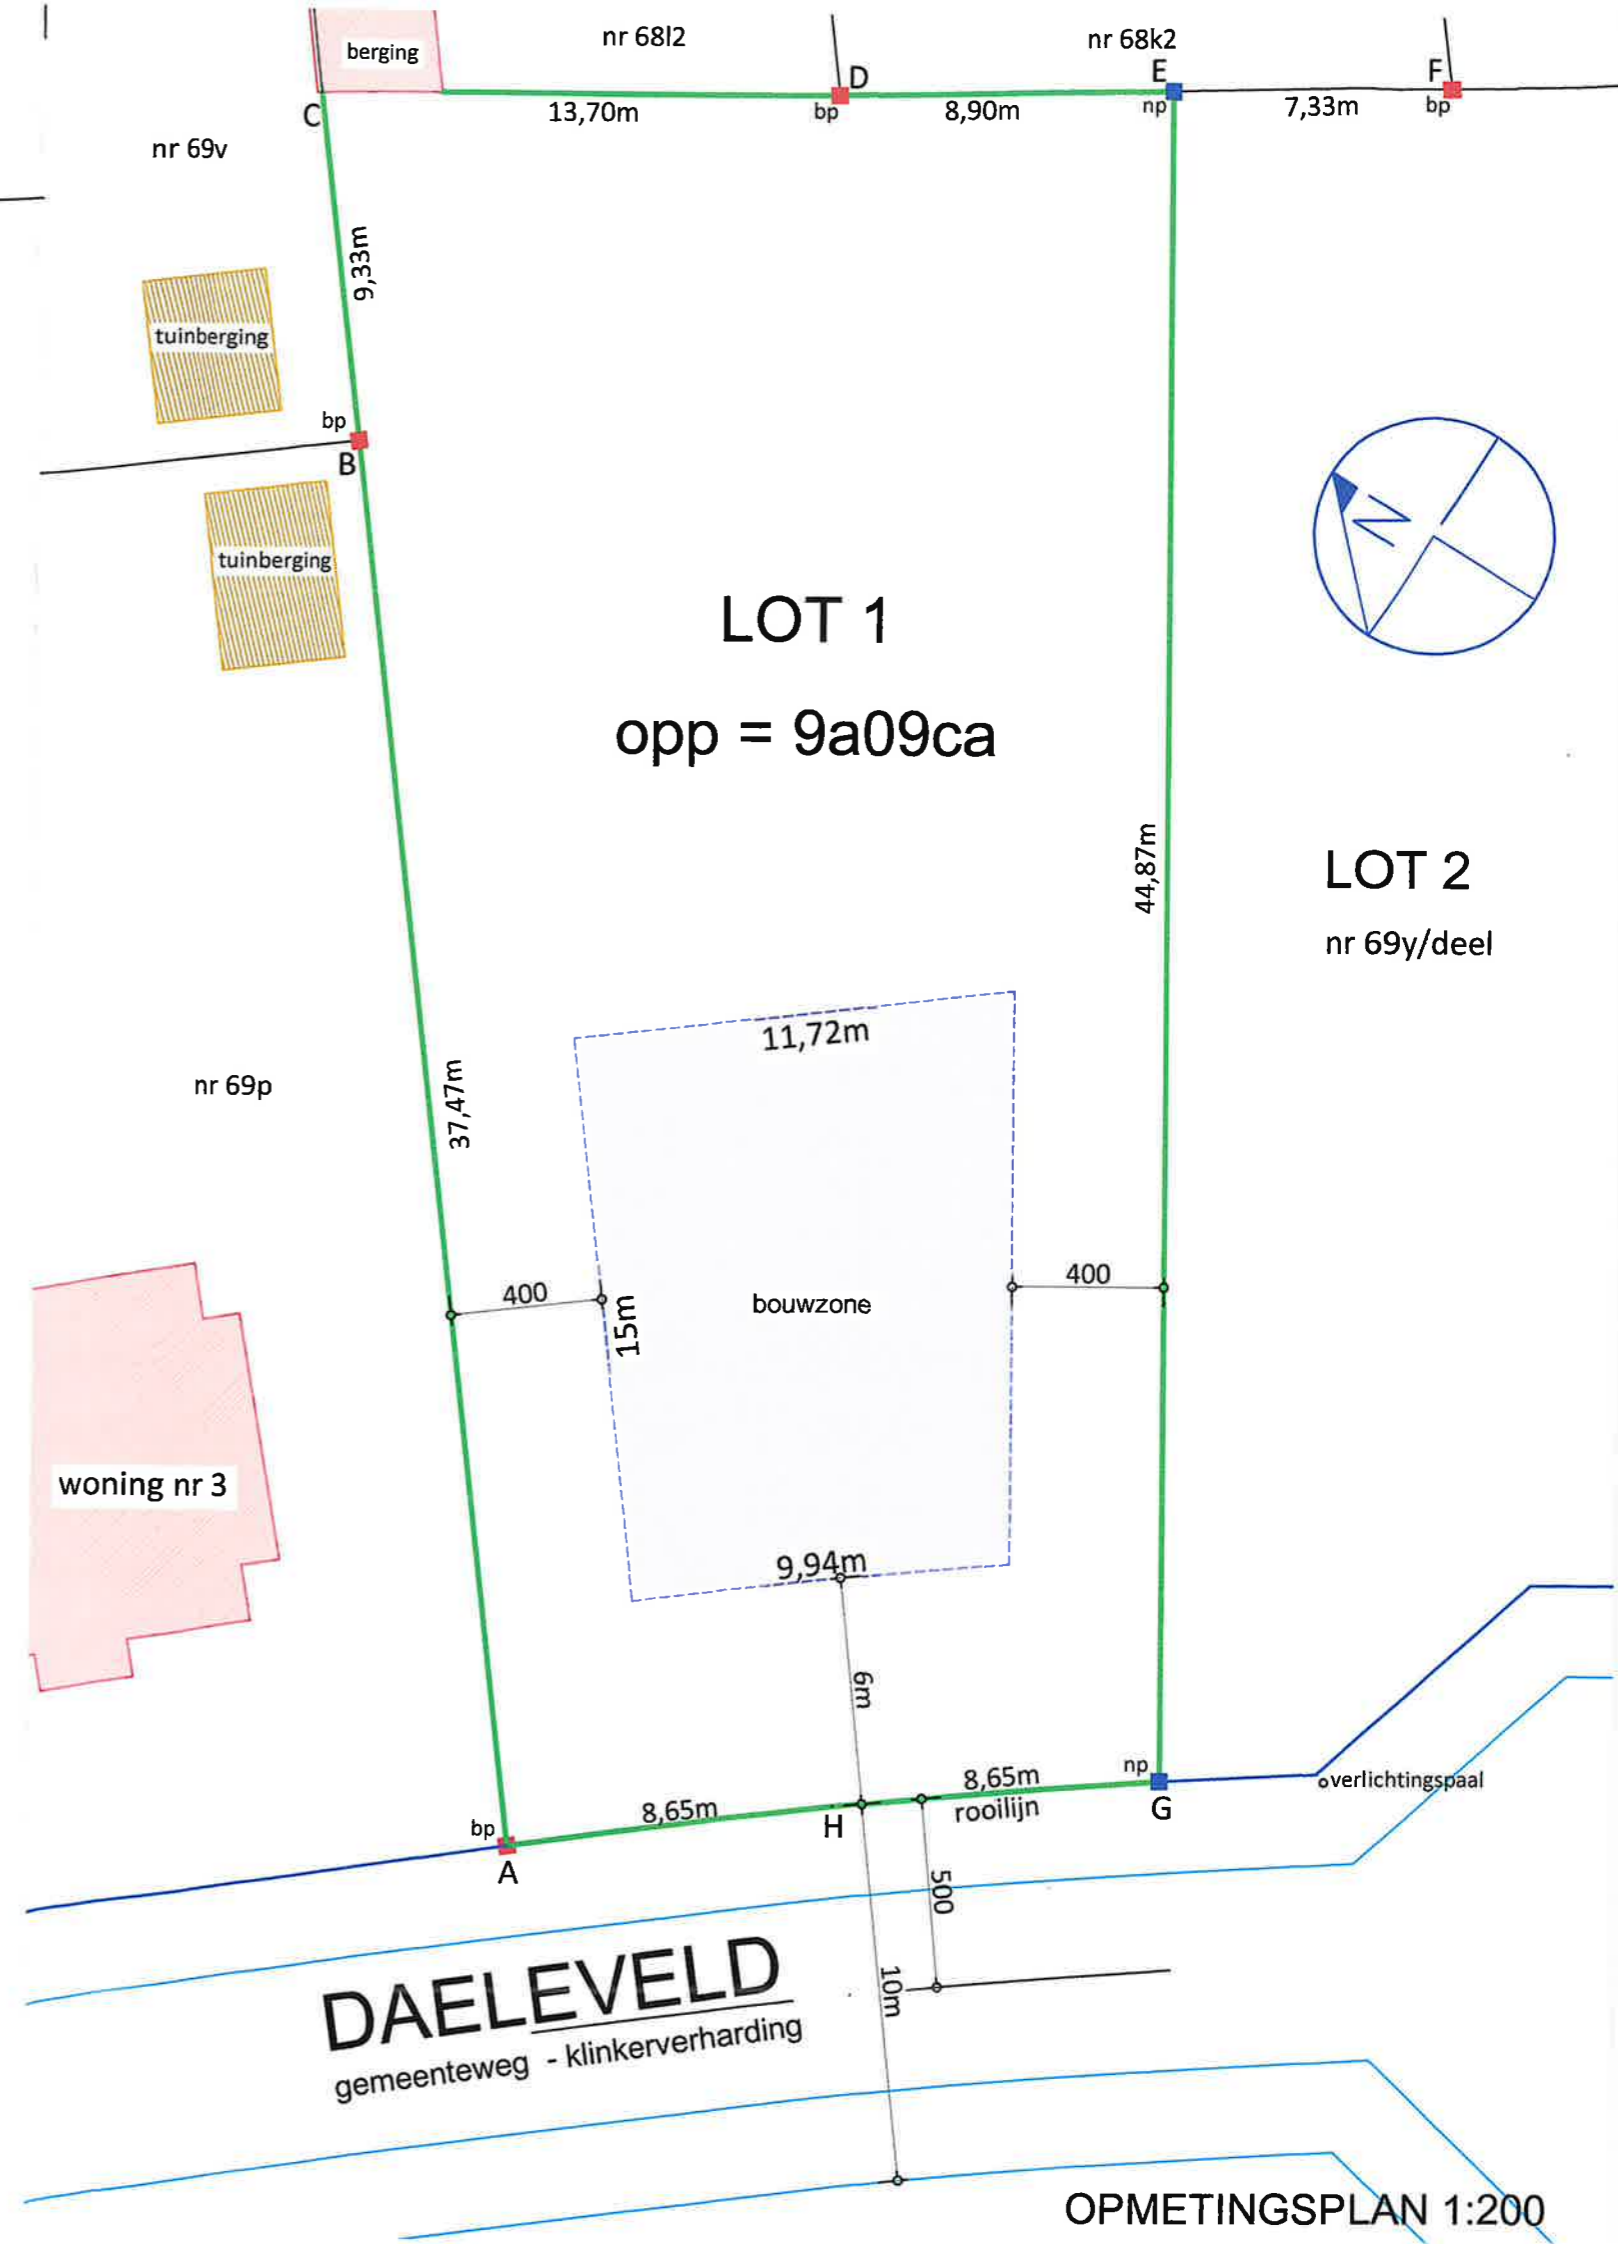 nr 68l2
nr 68k2
berging
D
E
F
C
13,70m
bp
8,90m
np
7,33m
bp
nr 69v
9,33m
tuinberging
bp
B
N
tuinberging
LOT 1
opp = 9a09ca
44,87m
LOT 2
nr 69y/deel
11,72m
nr 69p
37,47m
400
15m
bouwzone
400
woning nr 3
9,94m
6m
np
8,65m
overlichtingspaal
8,65m
rooilijn
G
bp
H
A
500
DAELEVELD
10m
gemeenteweg - klinkerverharding
OPMETINGSPLAN 1:200